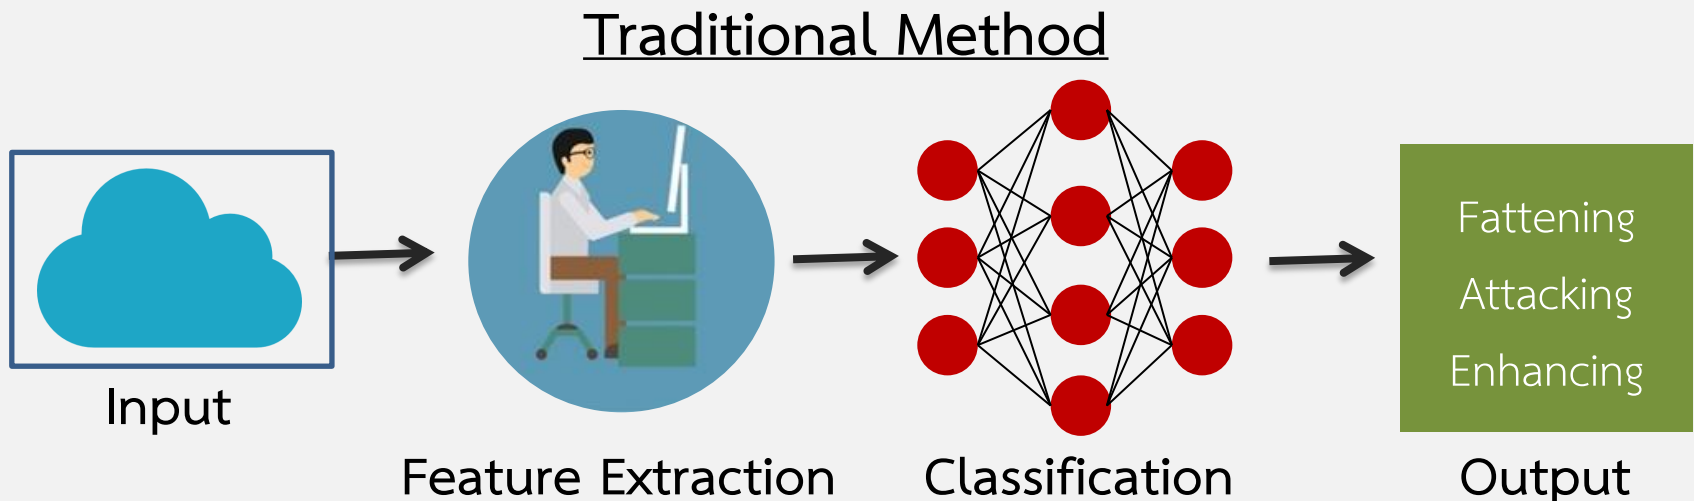 Traditional Method
Input
Feature Extraction
Classification
Fattening
Attacking
Enhancing
Output